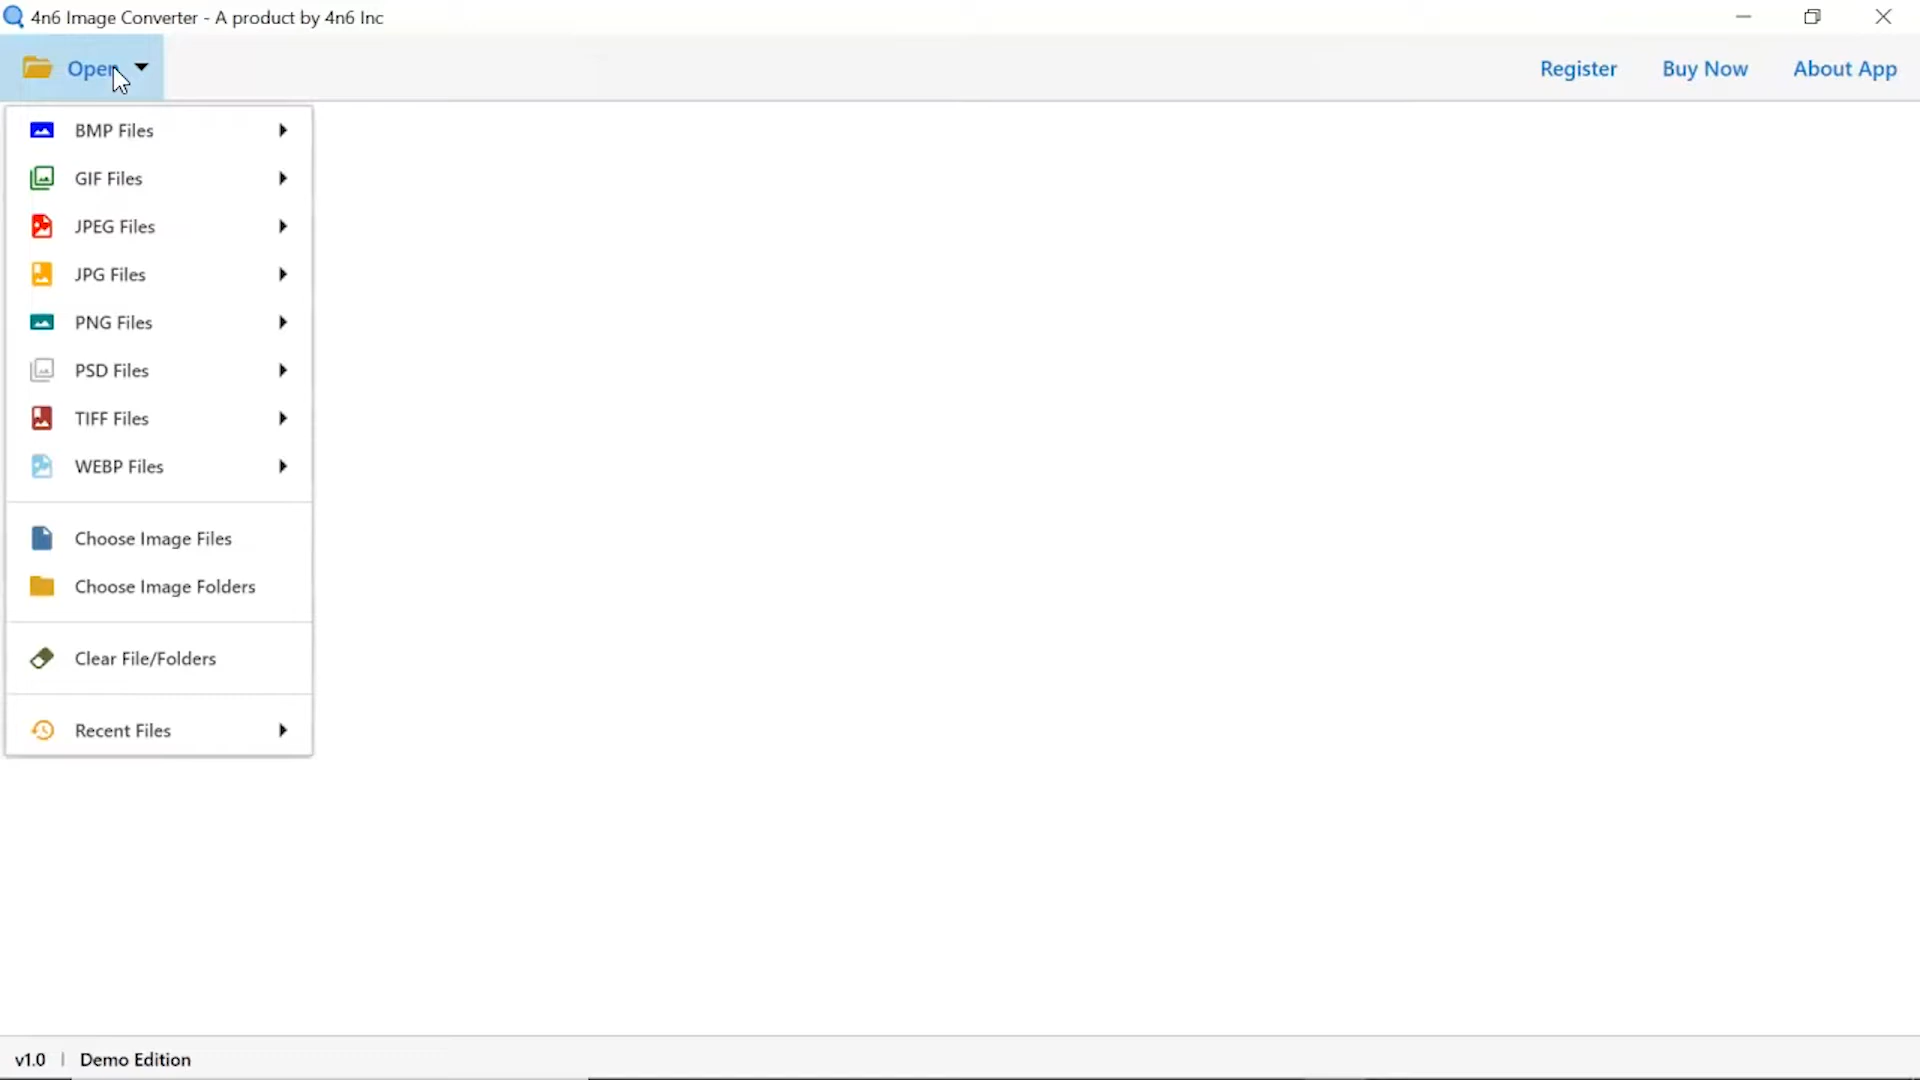 4n6 Image Converter - A product by 4n6 Inc
Open
Register
Buy Now
About App
BMP Files
GIF Files
JPEG Files
JPG Files
PNG Files
PSD Files
TIFF Files
WEBP Files
Choose Image Files
Choose Image Folders
Clear File/Folders
Recent Files
v1.0 | Demo Edition